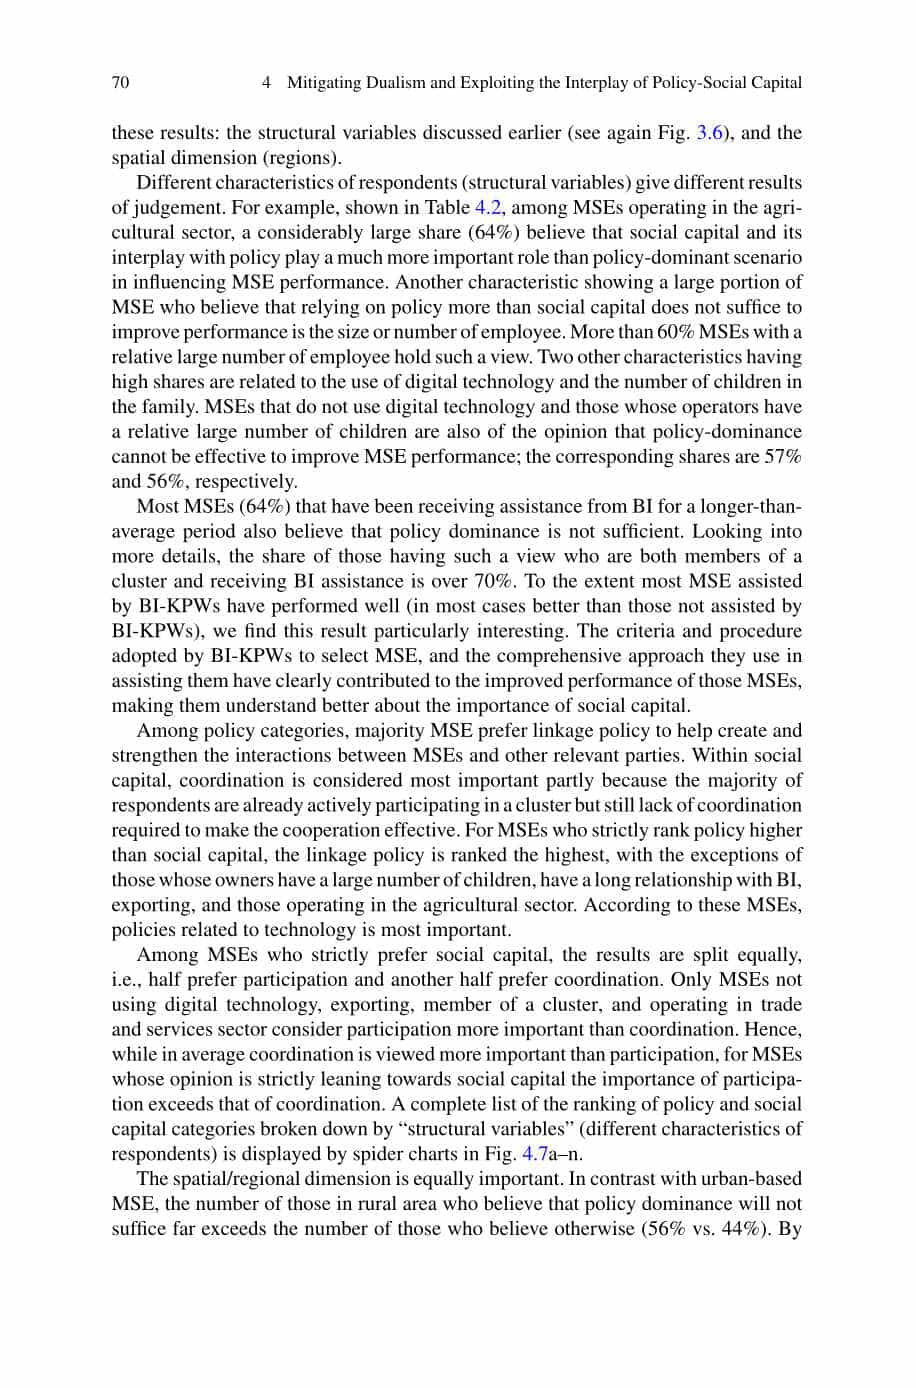 70 4 Mitigating Dualism and Exploiting the Interplay of Policy-Social Capital
these results: the structural variables discussed earlier (see again Fig. 3.6), and the
spatial dimension (regions).
Different characteristics of respondents (structural variables) give different results
of judgement. For example, shown in Table 4.2, among MSEs operating in the agri-
cultural sector, a considerably large share (64%) believe that social capital and its
interplay with policy play a much more important role than policy-dominant scenario
in influencing MSE performance. Another characteristic showing a large portion of
MSE who believe that relying on policy more than social capital does not suffice to
improve performance is the size or number of employee. More than 60% MSEs with a
relative large number of employee hold such a view. Two other characteristics having
high shares are related to the use of digital technology and the number of children in
the family. MSEs that do not use digital technology and those whose operators have
a relative large number of children are also of the opinion that policy-dominance
cannot be effective to improve MSE performance; the corresponding shares are 57%
and 56%, respectively.
Most MSEs (64%) that have been receiving assistance from BI for a longer-than-
average period also believe that policy dominance is not sufficient. Looking into
more details, the share of those having such a view who are both members of a
cluster and receiving BI assistance is over 70%. To the extent most MSE assisted
by BI-KPWs have performed well (in most cases better than those not assisted by
BI-KPWs), we find this result particularly interesting. The criteria and procedure
adopted by BI-KPWs to select MSE, and the comprehensive approach they use in
assisting them have clearly contributed to the improved performance of those MSEs,
making them understand better about the importance of social capital.
Among policy categories, majority MSE prefer linkage policy to help create and
strengthen the interactions between MSEs and other relevant parties. Within social
capital, coordination is considered most important partly because the majority of
respondents are already actively participating in a cluster but still lack of coordination
required to make the cooperation effective. For MSEs who strictly rank policy higher
than social capital, the linkage policy is ranked the highest, with the exceptions of
those whose owners have a large number of children, have a long relationship with BI,
exporting, and those operating in the agricultural sector. According to these MSEs,
policies related to technology is most important.
Among MSEs who strictly prefer social capital, the results are split equally,
i.e., half prefer participation and another half prefer coordination. Only MSEs not
using digital technology, exporting, member of a cluster, and operating in trade
and services sector consider participation more important than coordination. Hence,
while in average coordination is viewed more important than participation, for MSEs
whose opinion is strictly leaning towards social capital the importance of participa-
tion exceeds that of coordination. A complete list of the ranking of policy and social
capital categories broken down by “structural variables” (different characteristics of
respondents) is displayed by spider charts in Fig. 4.7a–n.
The spatial/regional dimension is equally important. In contrast with urban-based
MSE, the number of those in rural area who believe that policy dominance will not
suffice far exceeds the number of those who believe otherwise (56% vs. 44%). By